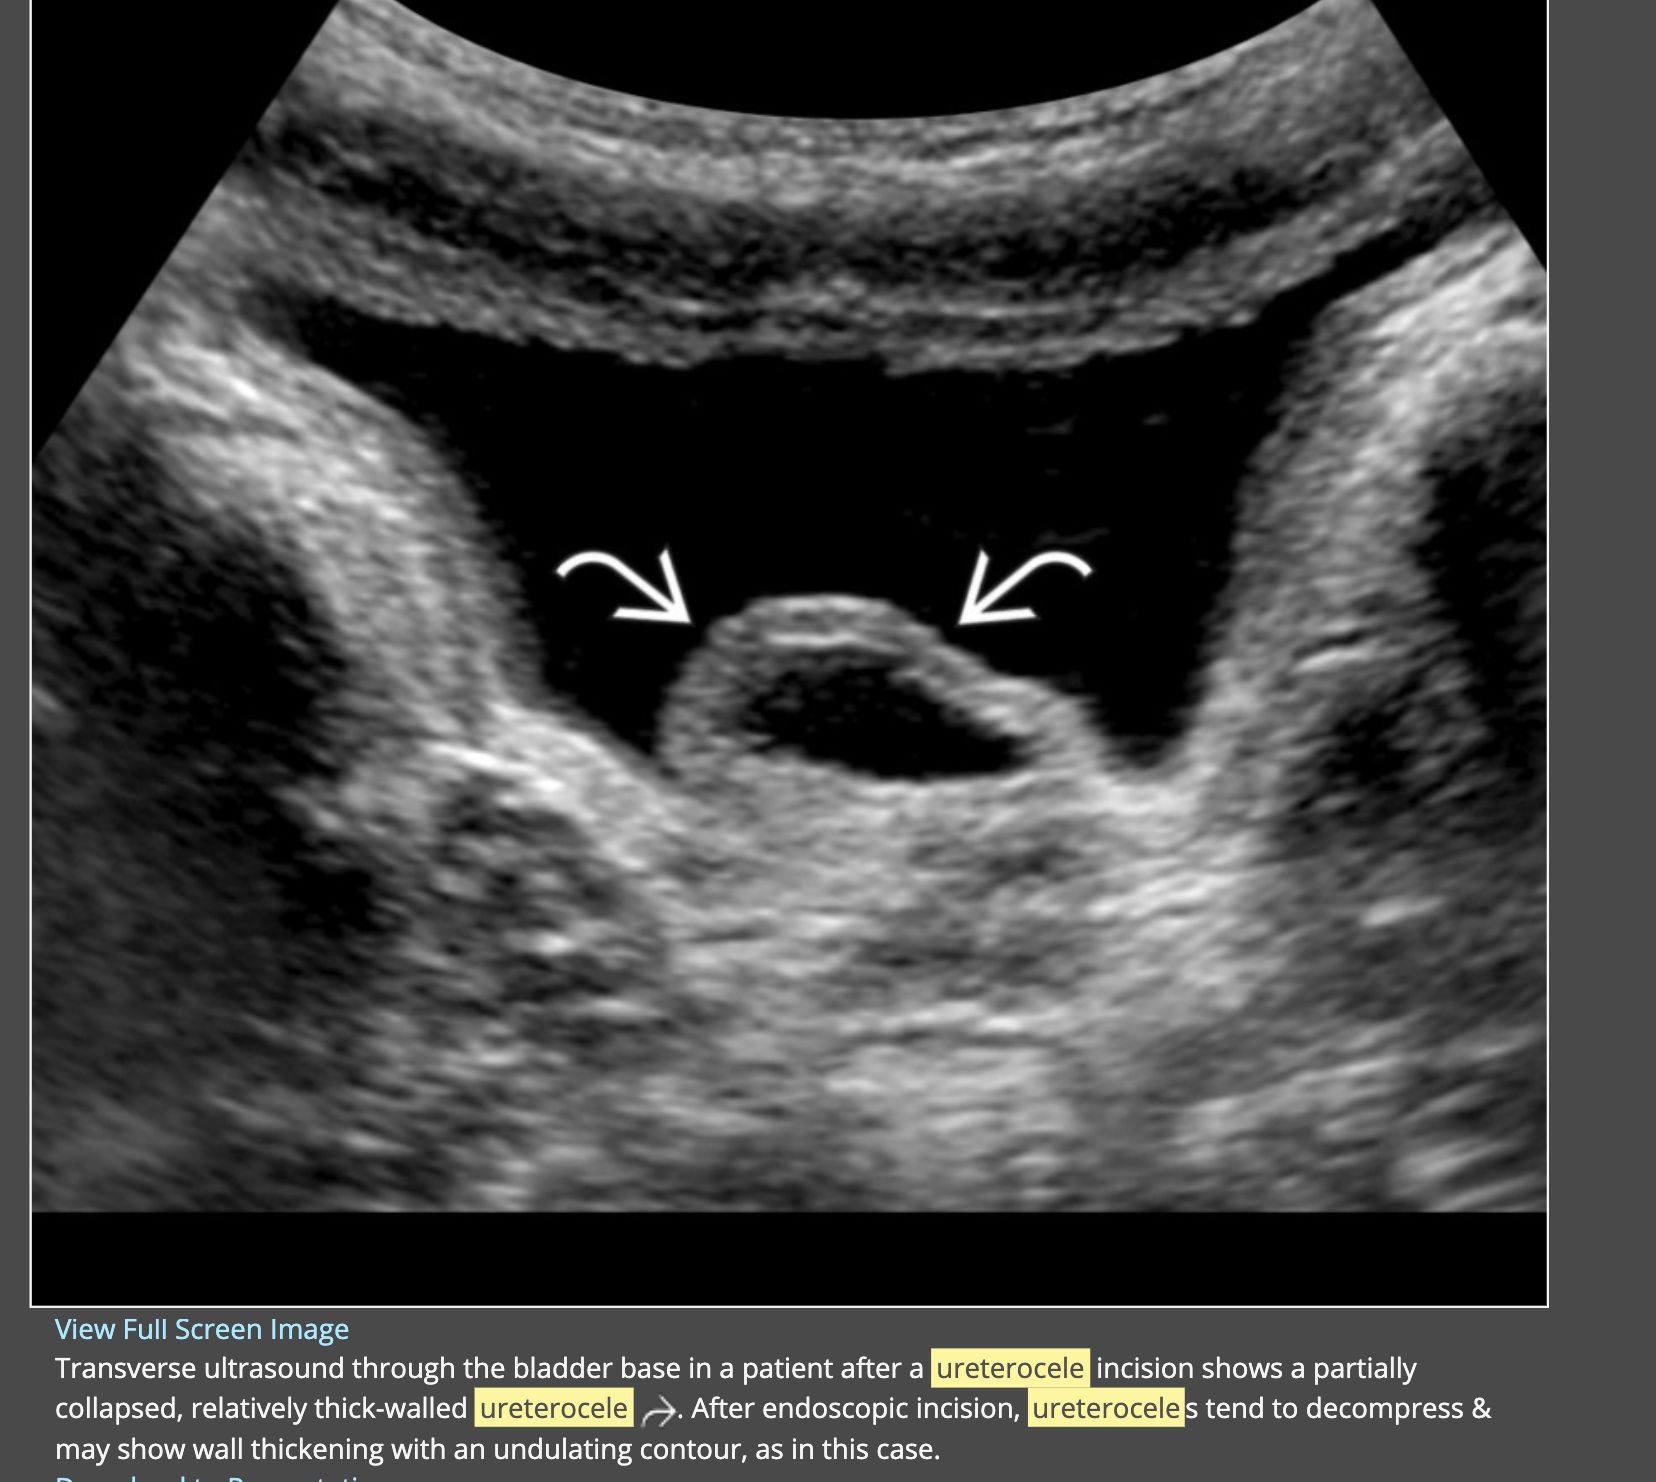 View Full Screen Image
Transverse ultrasound through the bladder base in a patient after a ureterocele incision shows a partially
collapsed, relatively thick-walled ureterocele . After endoscopic incision, ureteroceles tend to decompress &
may show wall thickening with an undulating contour, as in this case.